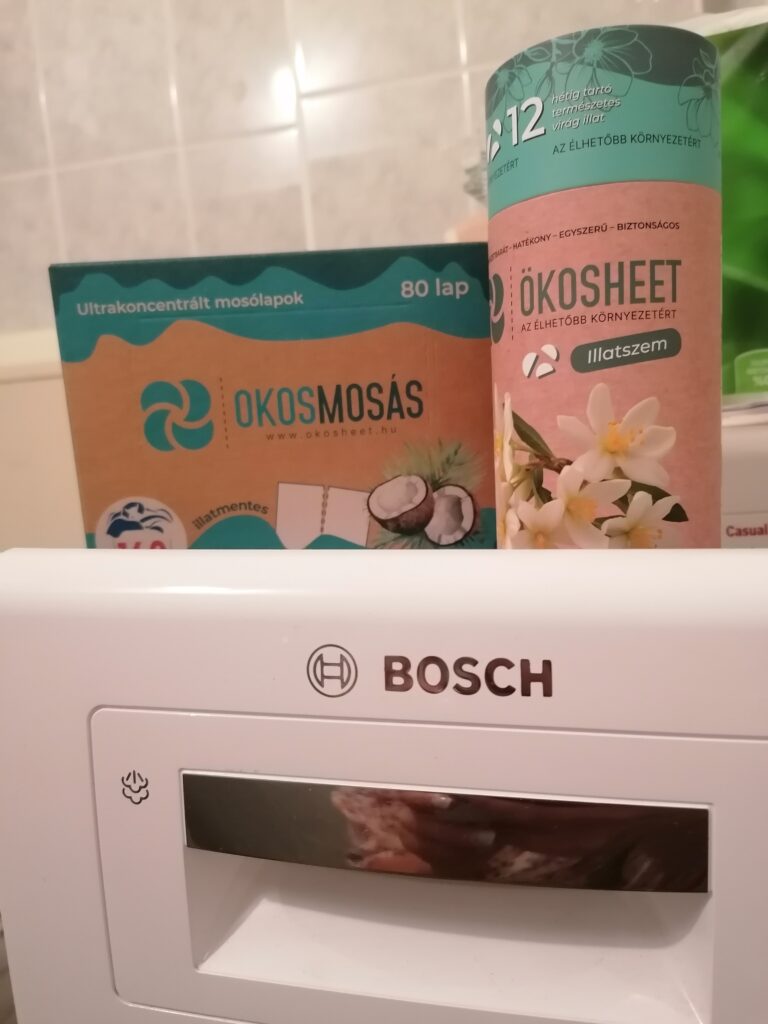 Ultrakoncentrált mosólapok
80 lap
OKOSMOSÁS
www.okosheet.hu
illatmentes
12
hétig tartó
természetes
virág illat
AZ ÉLHETŐBB KÖRNYEZETÉRT
HATÉKONY – EGYSZERŰ – BIZTONSÁGOS
ÖKOSHEET
AZ ÉLHETŐBB KÖRNYEZETÉRT
Illatszem
Casual
BOSCH